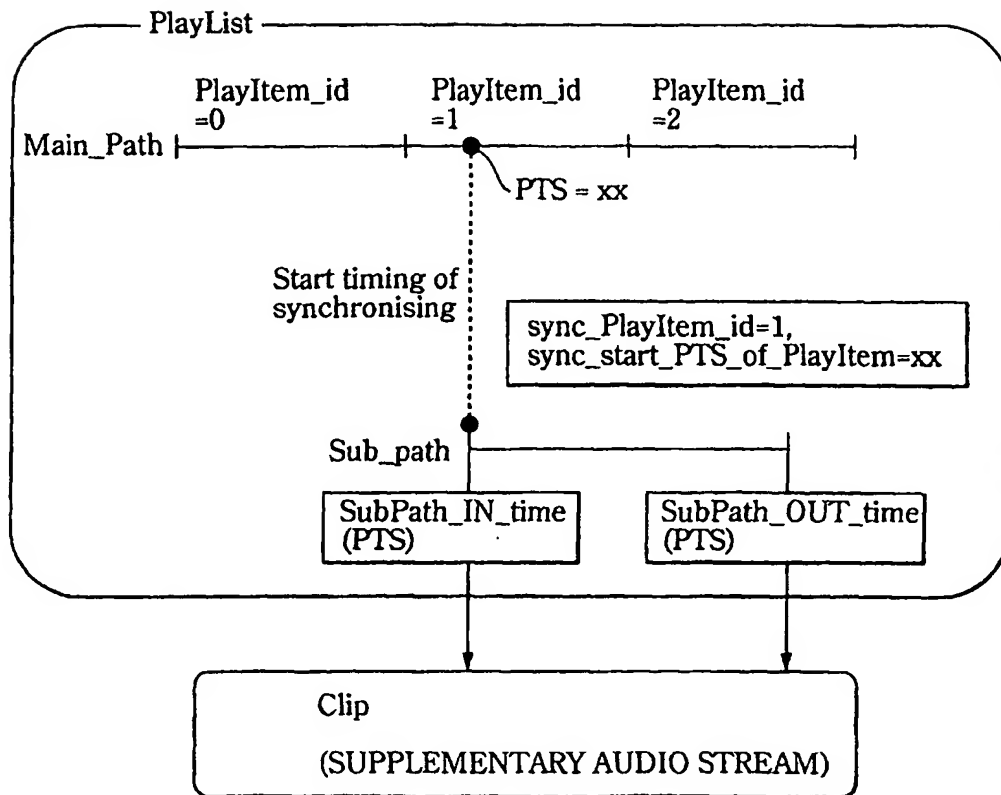 PlayList
PlayItem_id
=0
PlayItem_id
=1
PlayItem_id
=2
Main_Path
PTS = xx
Start timing of
synchronising
sync_PlayItem_id=1,
sync_start_PTS_of_PlayItem=xx
Sub_path
SubPath_IN_time
(PTS)
SubPath_OUT_time
(PTS)
Clip
(SUPPLEMENTARY AUDIO STREAM)